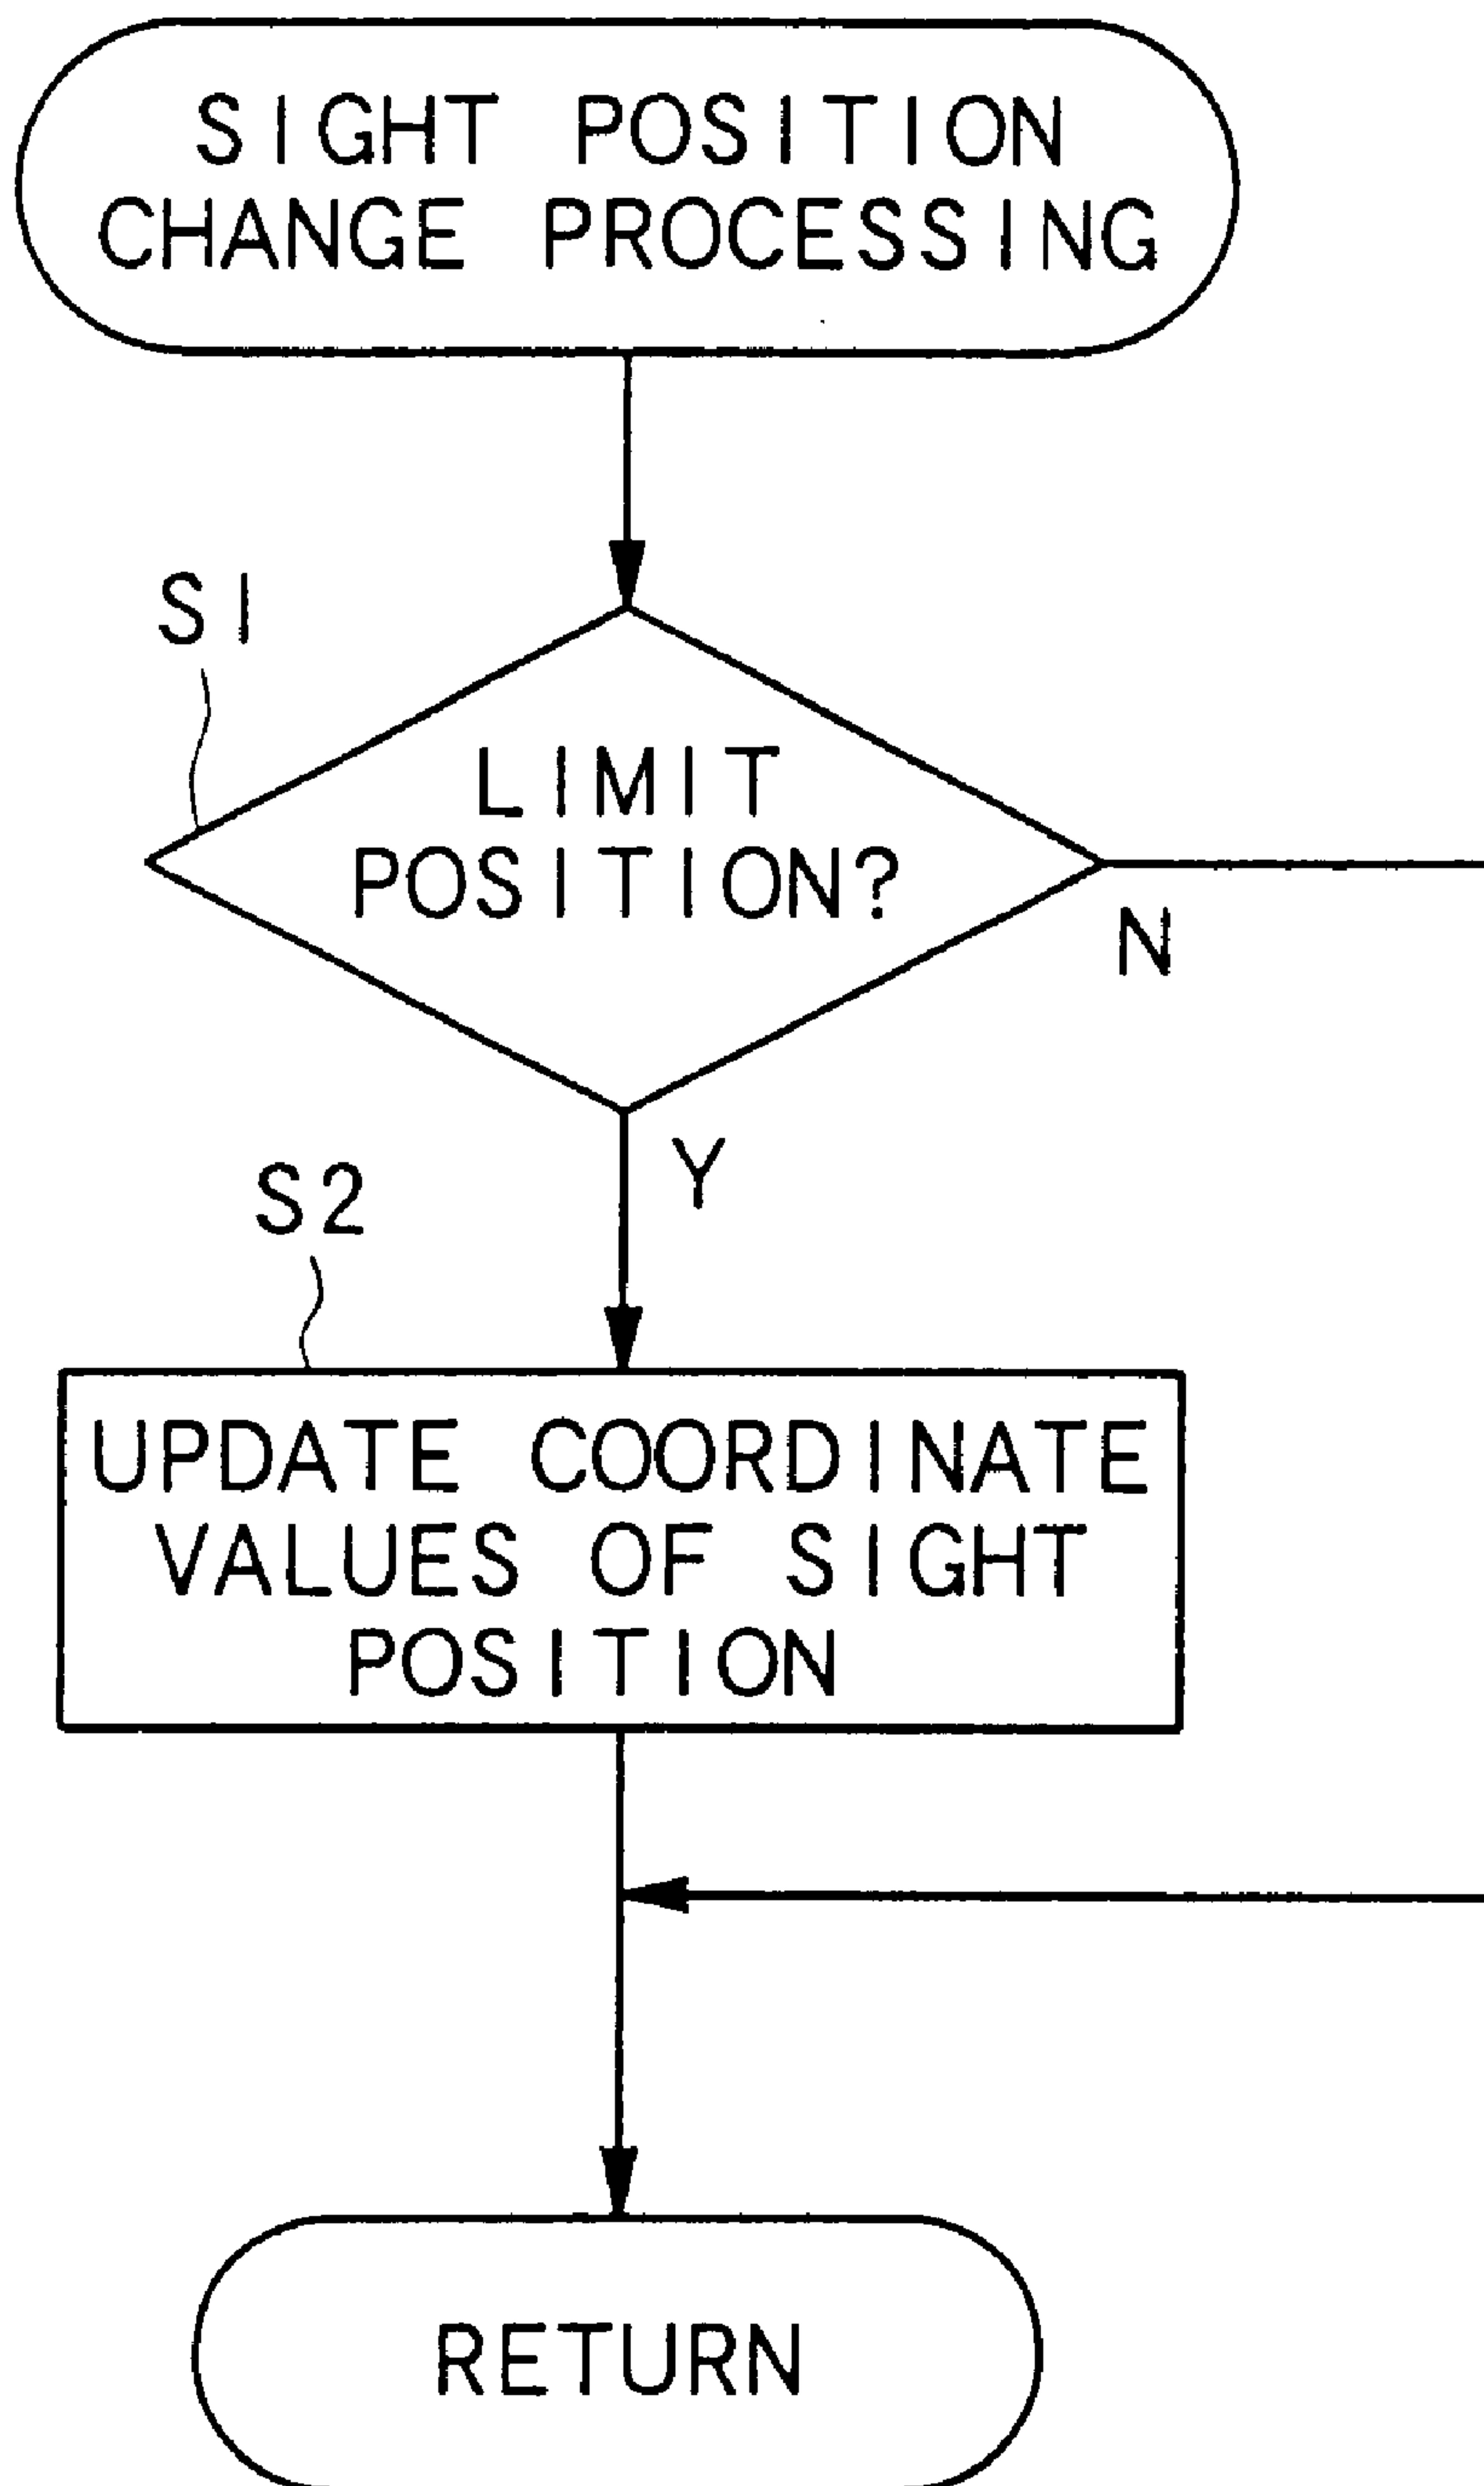 SIGHT POSITION
CHANGE PROCESSING
S1
LIMIT
POSITION?
N
Y
S2
UPDATE COORDINATE
VALUES OF SIGHT
POSITION
RETURN